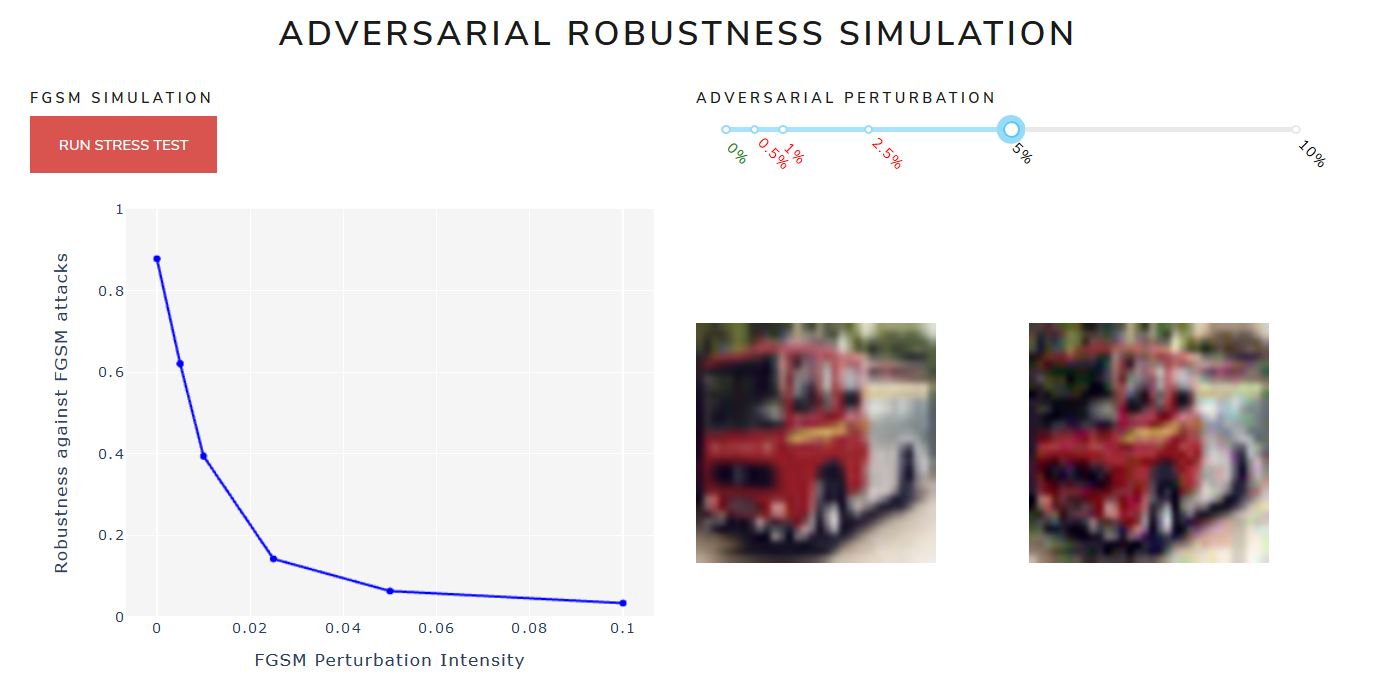 ADVERSARIAL ROBUSTNESS SIMULATION
FGSM SIMULATION
RUN STRESS TEST
ADVERSARIAL PERTURBATION
0%
0.5%
1%
2.5%
5%
10%
Robustness against FGSM attacks
1
0.8
0.6
0.4
0.2
0
0 0.02 0.04 0.06 0.08 0.1
FGSM Perturbation Intensity